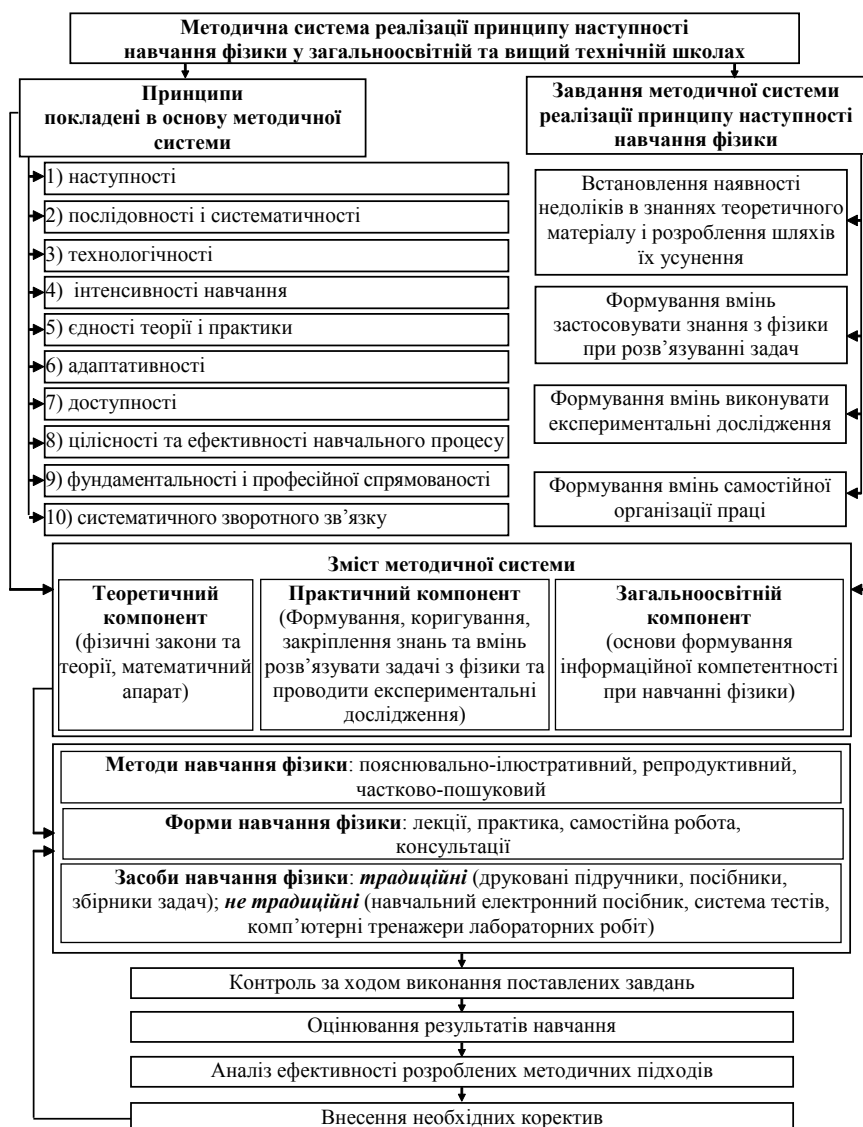 Методична система реалізації принципу наступності
навчання фізики у загальноосвітній та вищий технічній школах
Принципи
покладені в основу методичної
системи
1) наступності
2) послідовності і систематичності
3) технологічності
4) інтенсивності навчання
5) єдності теорії і практики
6) адаптативності
7) доступності
8) цілісності та ефективності навчального процесу
9) фундаментальності і професійної спрямованості
10) систематичного зворотного зв’язку
Завдання методичної системи
реалізації принципу наступності
навчання фізики
Встановлення наявності
недоліків в знаннях теоретичного
матеріалу і розроблення шляхів
їх усунення
Формування вмінь
застосовувати знання з фізики
при розв’язуванні задач
Формування вмінь виконувати
експериментальні дослідження
Формування вмінь самостійної
організації праці
Зміст методичної системи
Теоретичний
компонент
(фізичні закони та
теорії, математичний
апарат)
Практичний компонент
(Формування, коригування,
закріплення знань та вмінь
розв’язувати задачі з фізики та
проводити експериментальні
дослідження)
Загальноосвітній
компонент
(основи формування
інформаційної компетентності
при навчанні фізики)
Методи навчання фізики: пояснювально-ілюстративний, репродуктивний,
частково-пошуковий
Форми навчання фізики: лекції, практика, самостійна робота,
консультації
Засоби навчання фізики: традиційні (друковані підручники, посібники,
збірники задач); не традиційні (навчальний електронний посібник, система тестів,
комп’ютерні тренажери лабораторних робіт)
Контроль за ходом виконання поставлених завдань
Оцінювання результатів навчання
Аналіз ефективності розроблених методичних підходів
Внесення необхідних коректив